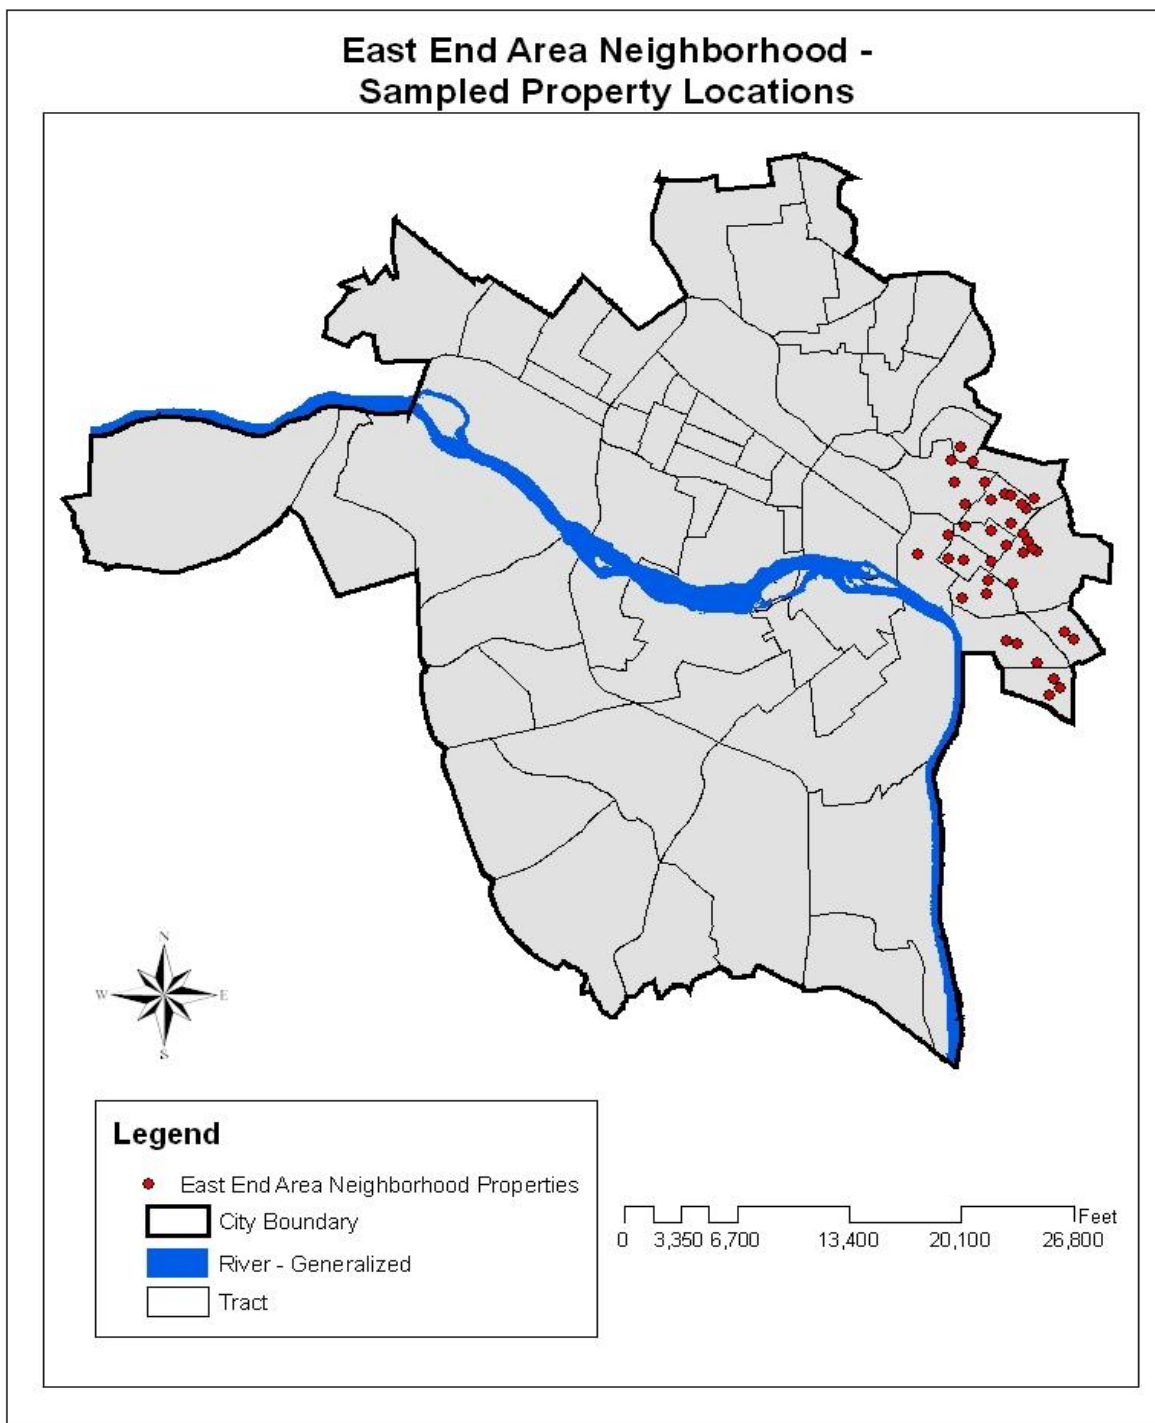 East End Area Neighborhood -
Sampled Property Locations
N
W E
S
Legend
East End Area Neighborhood Properties
City Boundary
River - Generalized
Tract
Feet
0 3,350 6,700 13,400 20,100 26,800